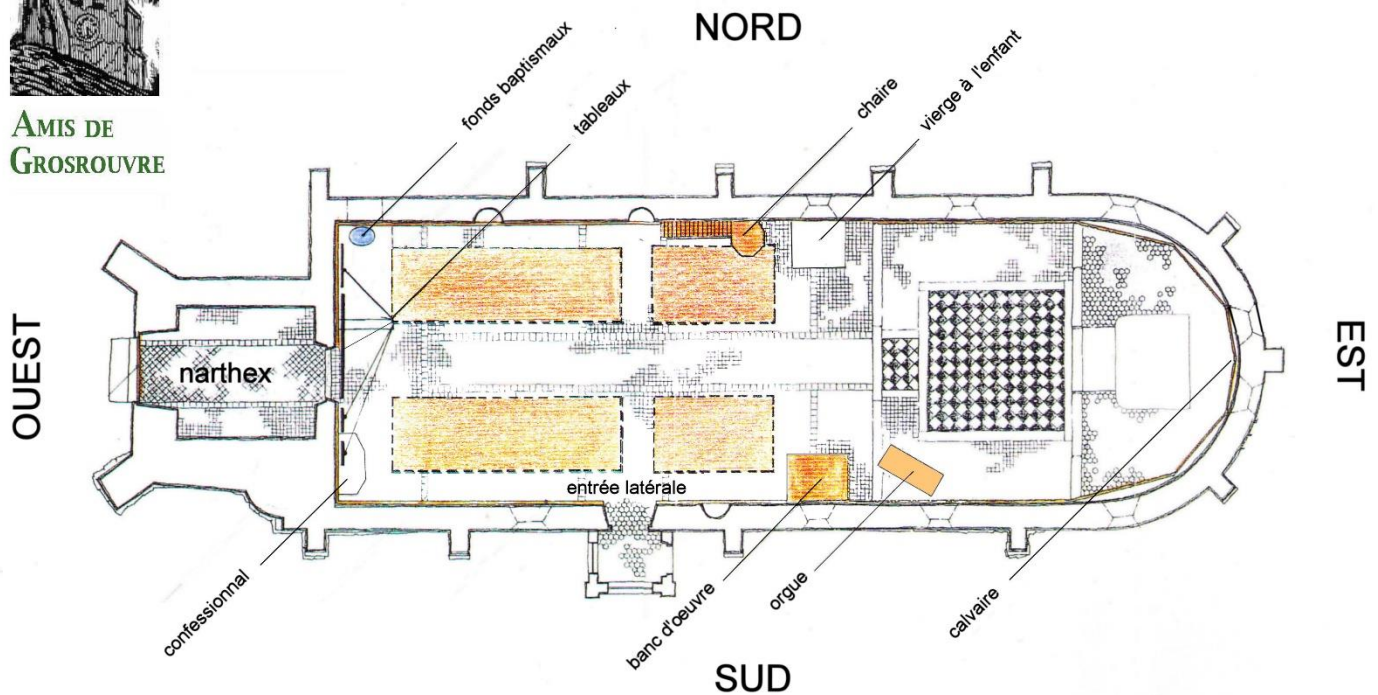 NORD
AMIS DE
GROSROUVRE
fonds baptismaux
tableaux
chaire
vierge à l'enfant
OUEST
narthex
EST
entrée latérale
confessionnal
banc d'œuvre
orgue
calvaire
SUD